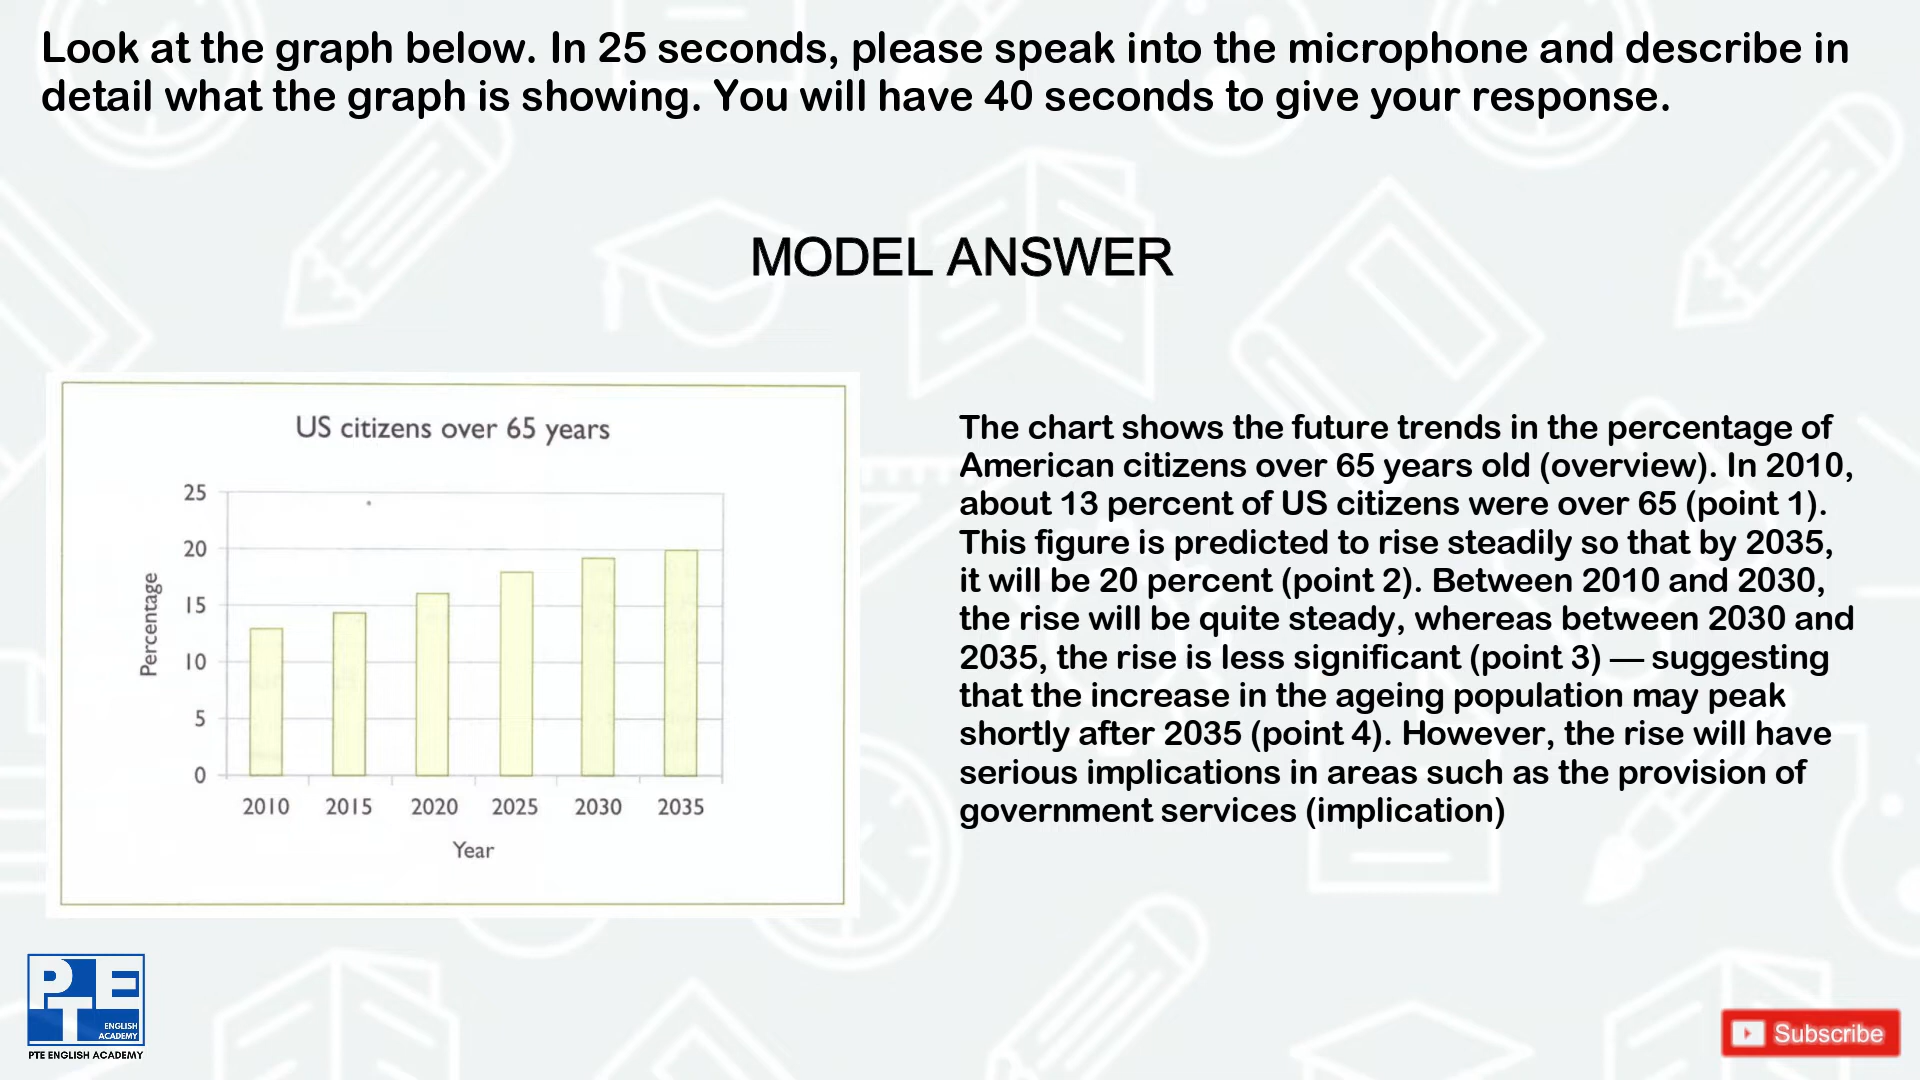 Look at the graph below. In 25 seconds, please speak into the microphone and describe in
detail what the graph is showing. You will have 40 seconds to give your response.
MODEL ANSWER
US citizens over 65 years
25
20
15
10
5
0
Percentage
2010 2015 2020 2025 2030 2035
Year
The chart shows the future trends in the percentage of
American citizens over 65 years old (overview). In 2010,
about 13 percent of US citizens were over 65 (point 1).
This figure is predicted to rise steadily so that by 2035,
it will be 20 percent (point 2). Between 2010 and 2030,
the rise will be quite steady, whereas between 2030 and
2035, the rise is less significant (point 3) — suggesting
that the increase in the ageing population may peak
shortly after 2035 (point 4). However, the rise will have
serious implications in areas such as the provision of
government services (implication)
PTE
ENGLISH
ACADEMY
PTE ENGLISH ACADEMY
Subscribe